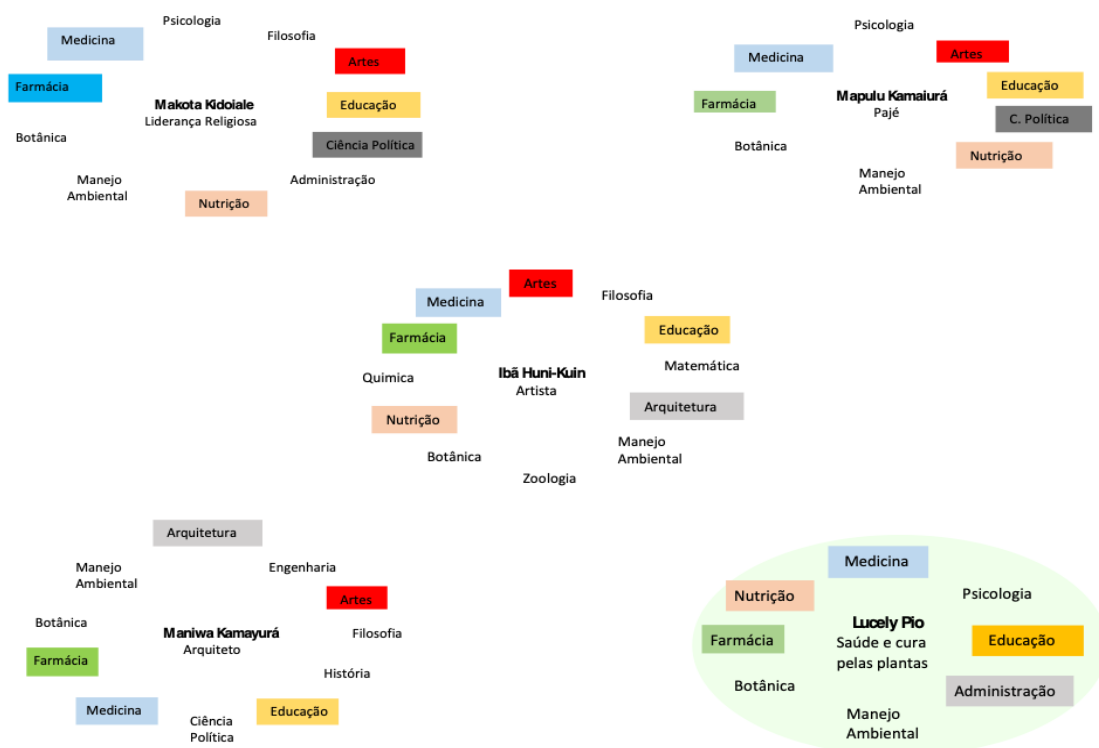 Psicologia
Filosofia
Medicina
Artes
Farmácia
Makota Kidoiale
Liderança Religiosa
Educação
Botânica
Ciência Política
Manejo
Ambiental
Administração
Nutrição
Psicologia
Medicina
Artes
Educação
Farmácia
Mapulu Kamaiurá
Pajé
C. Política
Botânica
Nutrição
Manejo
Ambiental
Artes
Medicina
Filosofia
Farmácia
Educação
Matemática
Quimica
Ibã Huni-Kuin
Artista
Arquitetura
Nutrição
Manejo
Ambiental
Botânica
Zoologia
Arquitetura
Manejo
Ambiental
Engenharia
Artes
Botânica
Maniwa Kamayurá
Arquiteto
Filosofia
Farmácia
História
Medicina
Ciência
Política
Educação
Medicina
Nutrição
Psicologia
Lucely Pio
Saúde e cura
pelas plantas
Farmácia
Educação
Botânica
Administração
Manejo
Ambiental